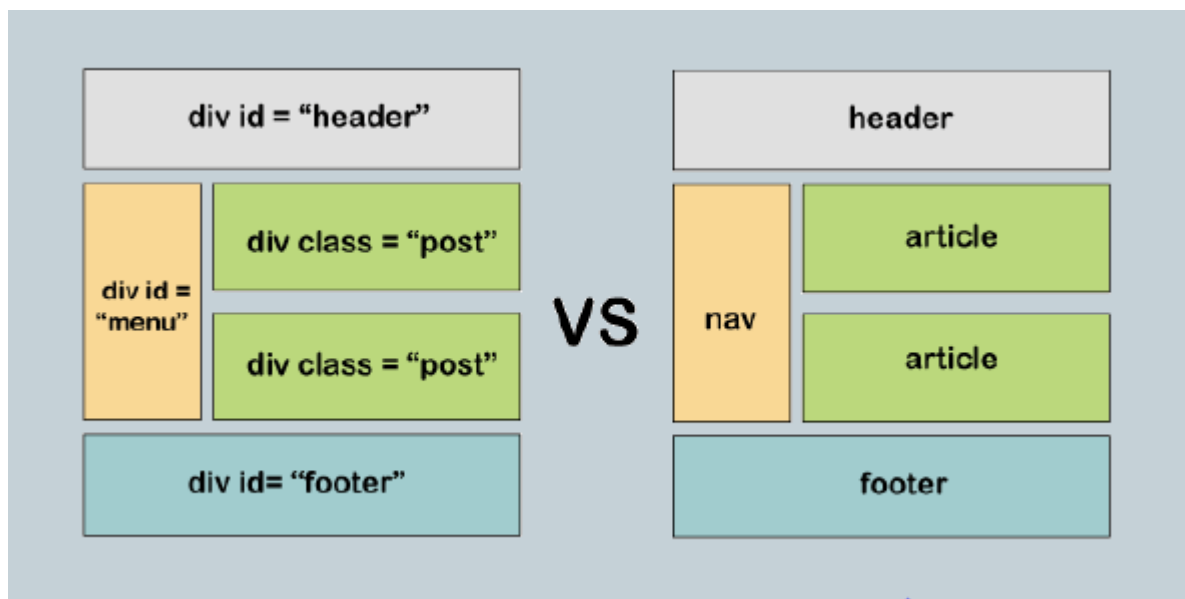 div id = “header”
div id =
“menu”
div class = “post”
div class = “post”
div id= “footer”
VS
header
nav
article
article
footer